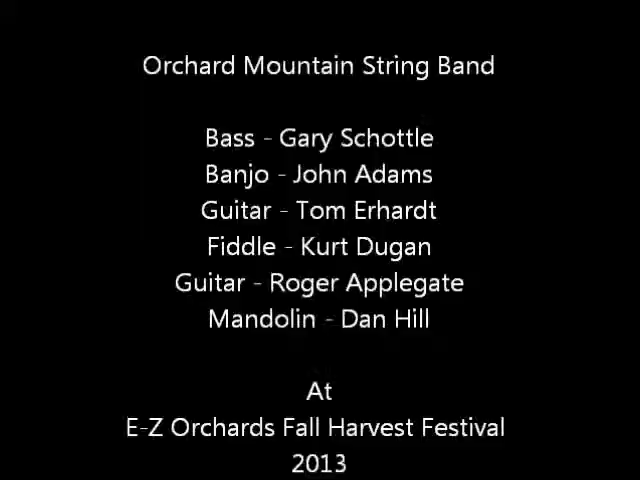 Orchard Mountain String Band
Bass - Gary Schottle
Banjo - John Adams
Guitar - Tom Erhardt
Fiddle - Kurt Dugan
Guitar - Roger Applegate
Mandolin - Dan Hill
At
E-Z Orchards Fall Harvest Festival
2013